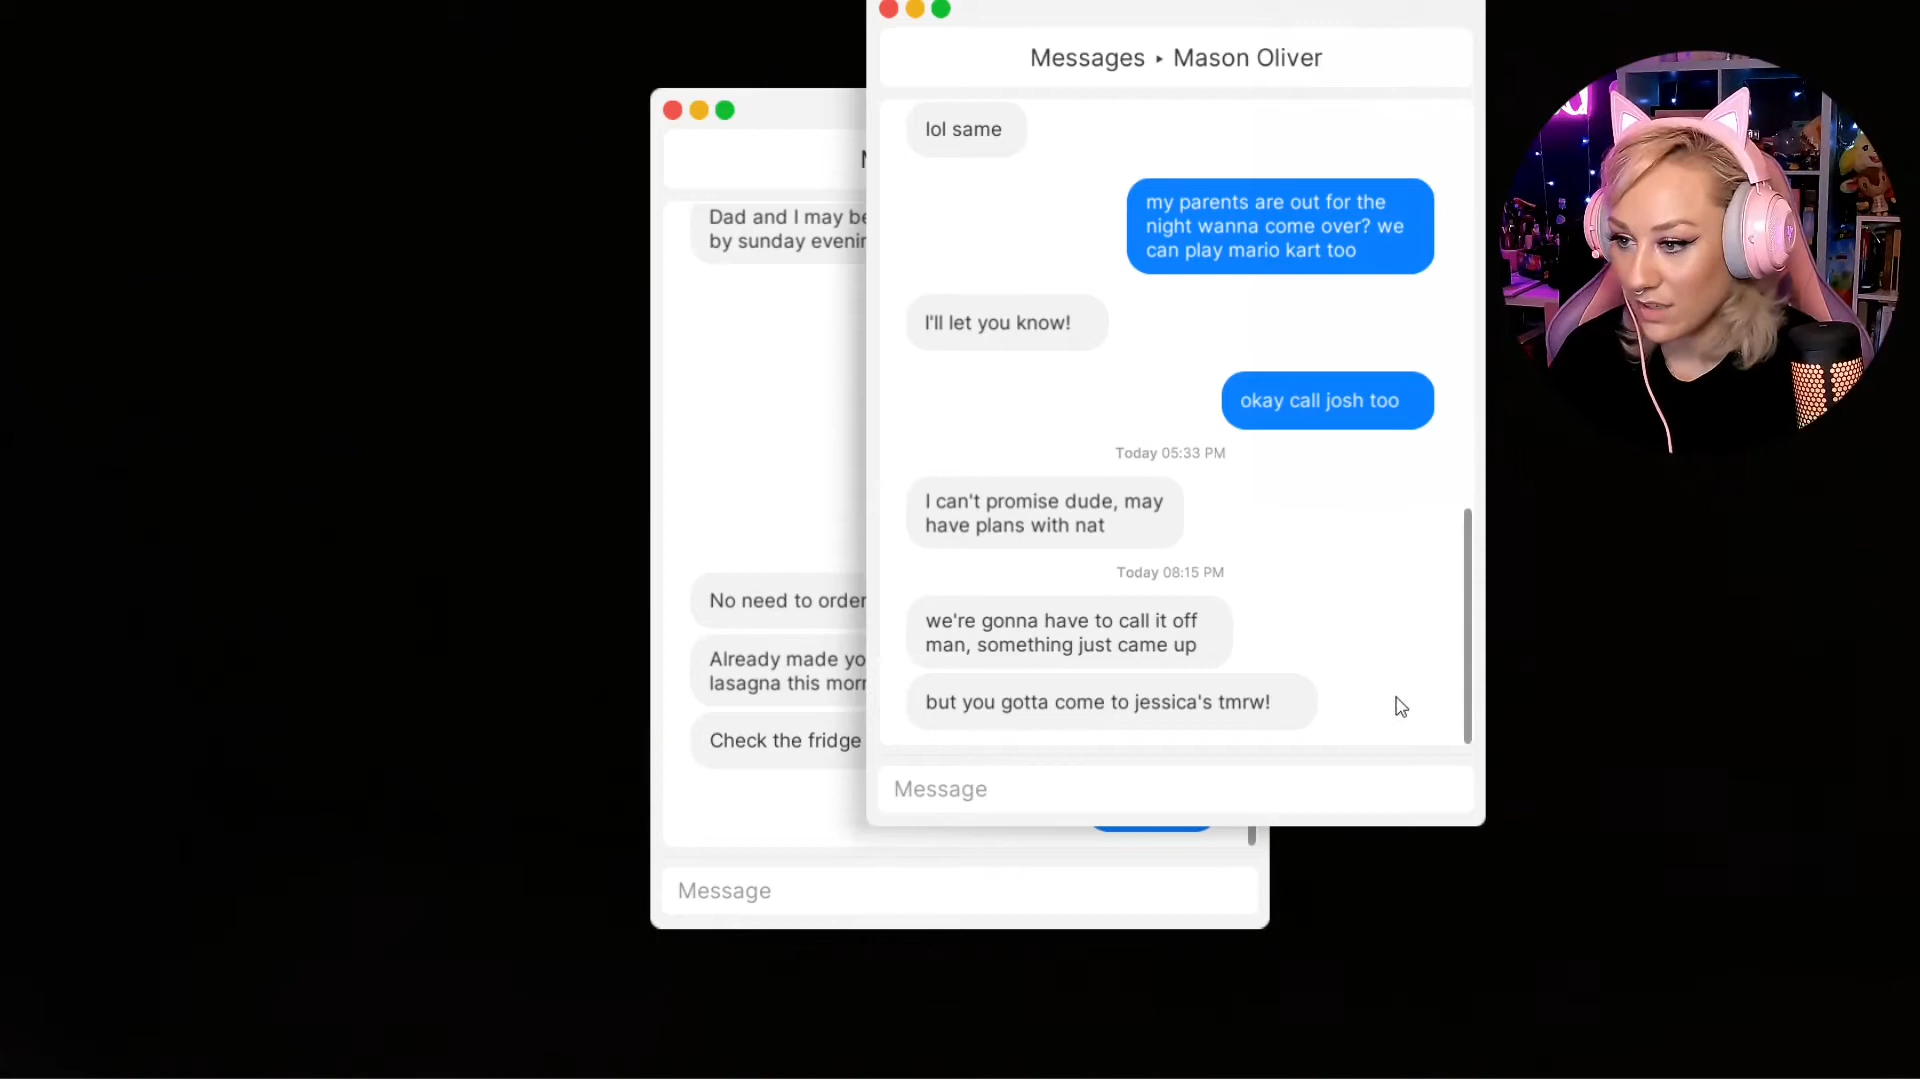 Messages ▸ Mason Oliver
lol same
my parents are out for the
night wanna come over? we
can play mario kart too
I'll let you know!
okay call josh too
Today 05:33 PM
I can't promise dude, may
have plans with nat
Today 08:15 PM
we're gonna have to call it off
man, something just came up
but you gotta come to jessica's tmrw!
Message
Dad and I may be
by sunday
No need to order
Already made
lasagna this
Check the fridge
Message